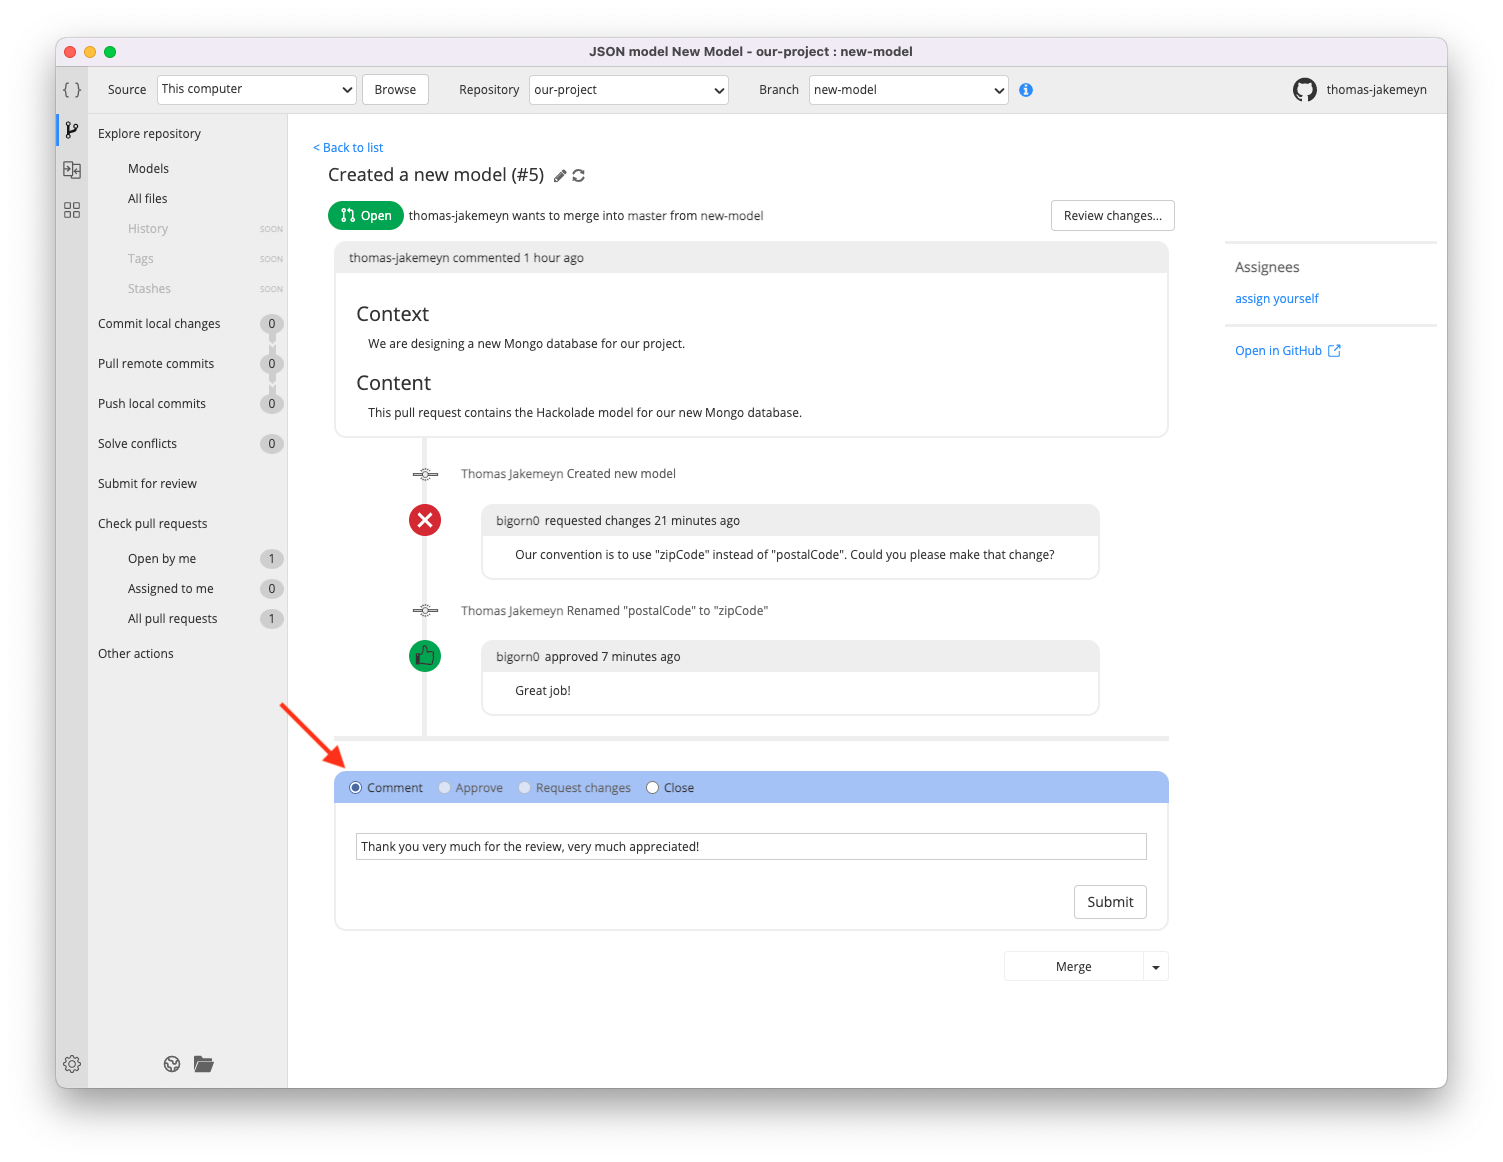 JSON model New Model - our-project : new-model
Source This computer Browse Repository our-project Branch new-model thomas-jakemeyn
Explore repository
Models
All files
History SOON
Tags SOON
Stashes SOON
Commit local changes 0
Pull remote commits 0
Push local commits 0
Solve conflicts 0
Submit for review
Check pull requests
Open by me 1
Assigned to me 0
All pull requests 1
Other actions
< Back to list
Created a new model (#5)
Open thomas-jakemeyn wants to merge into master from new-model Review changes...
thomas-jakemeyn commented 1 hour ago
Context
We are designing a new Mongo database for our project.
Content
This pull request contains the Hackolade model for our new Mongo database.
Thomas Jakemeyn Created new model
bigorn0 requested changes 21 minutes ago
Our convention is to use "zipCode" instead of "postalCode". Could you please make that change?
Thomas Jakemeyn Renamed "postalCode" to "zipCode"
bigorn0 approved 7 minutes ago
Great job!
Comment Approve Request changes Close
Thank you very much for the review, very much appreciated!
Submit
Merge
Assignees
assign yourself
Open in GitHub